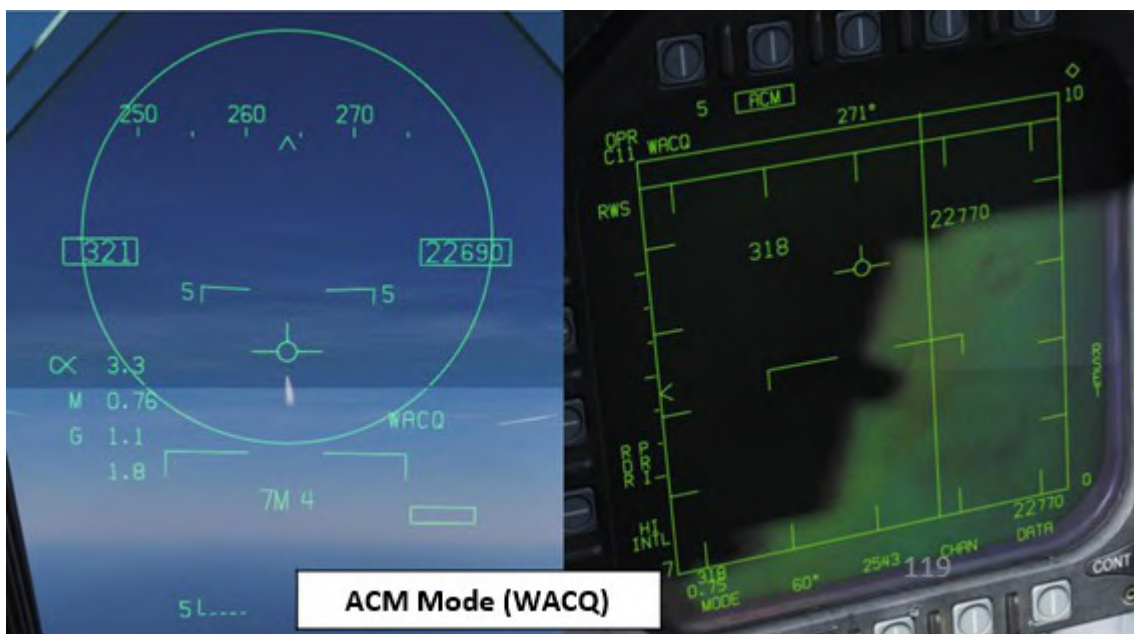 250 260 270
321 22690
5 5
α 3.3
M 0.76
G 1.1
1.8
WACQ
7M 4
5L----
5 ACM
OPR 271° 10
C11 WACQ
RWS
318 22770
RSET
PRI
RDR
HI
INTL
7 0
318 22770
0.75 60° 2543 CHAN DATA
MODE
119
CONT
ACM Mode (WACQ)